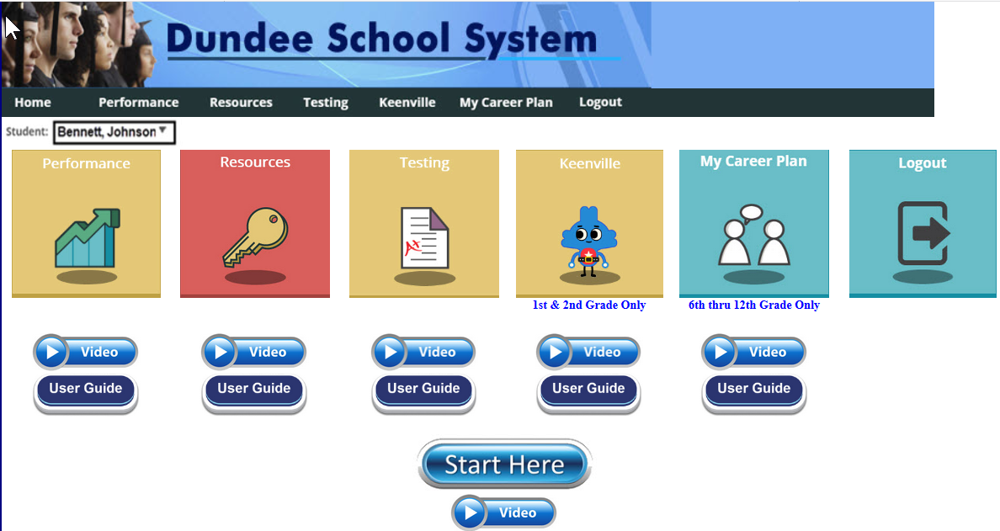 Dundee School System
Home Performance Resources Testing Keenville My Career Plan Logout
Student: Bennett, Johnson
Performance Resources Testing Keenville My Career Plan Logout
A+
1st & 2nd Grade Only 6th thru 12th Grade Only
Video Video Video Video Video
User Guide User Guide User Guide User Guide User Guide
Start Here
Video